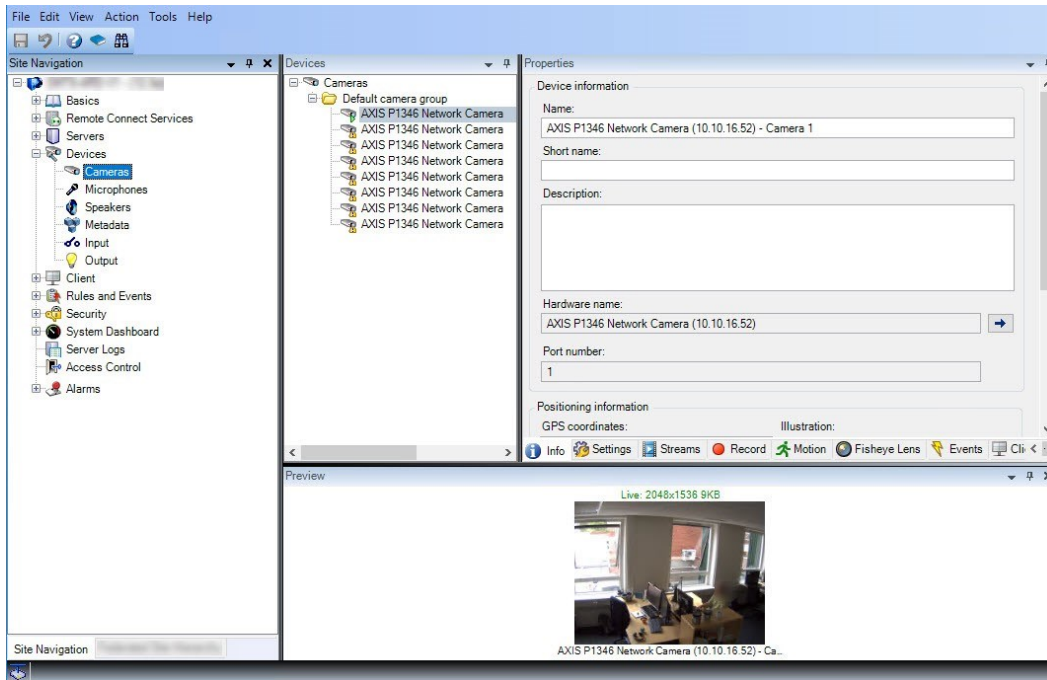 File Edit View Action Tools Help
Site Navigation
Basics
Remote Connect Services
Servers
Devices
Cameras
Microphones
Speakers
Metadata
Input
Output
Client
Rules and Events
Security
System Dashboard
Server Logs
Access Control
Alarms
Site Navigation
Devices
Cameras
Default camera group
AXIS P1346 Network Camera
AXIS P1346 Network Camera
AXIS P1346 Network Camera
AXIS P1346 Network Camera
AXIS P1346 Network Camera
AXIS P1346 Network Camera
AXIS P1346 Network Camera
AXIS P1346 Network Camera
Properties
Device information
Name:
AXIS P1346 Network Camera (10.10.16.52) - Camera 1
Short name:
Description:
Hardware name:
AXIS P1346 Network Camera (10.10.16.52)
Port number:
1
Positioning information
GPS coordinates: Illustration:
Info Settings Streams Record Motion Fisheye Lens Events Cli
Preview
Live: 2048x1536 9KB
AXIS P1346 Network Camera (10.10.16.52) - Ca...